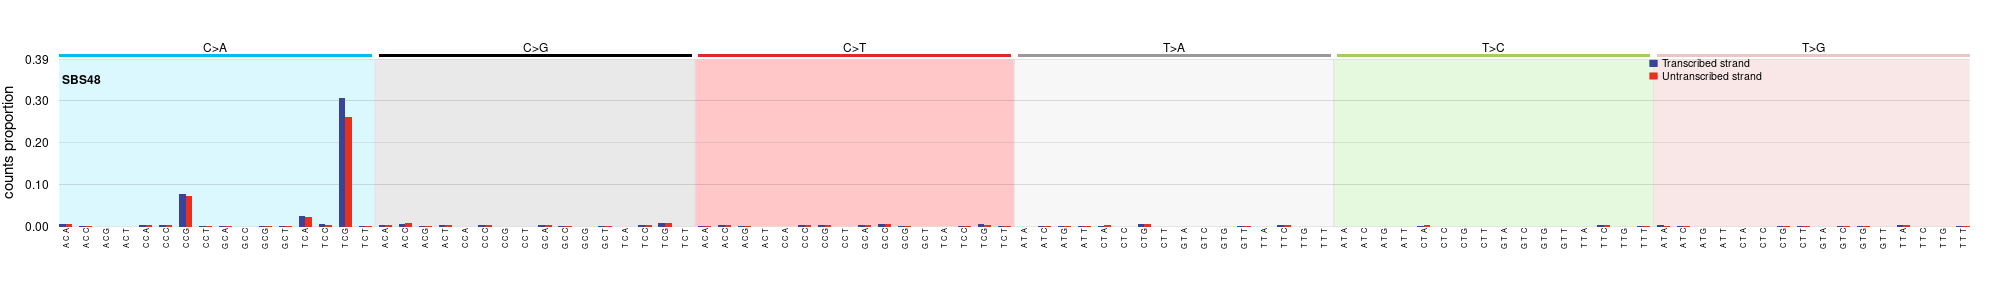 C>A C>G C>T T>A T>C T>G
0.39
SBS48
Transcribed strand
Untranscribed strand
0.30
0.20
0.10
0.00
counts proportion
ACA ACC ACG ACT CCA CCC CCG CCT GCA GCC GCG GCT TCA TCC TCG TCT ACA ACC ACG ACT CCA CCC CCG CCT GCA GCC GCG GCT TCA TCC TCG TCT ACA ACC ACG ACT CCA CCC CCG CCT GCA GCC GCG GCT TCA TCC TCG TCT ATA ATC ATG ATT CTA CTC CTG CTT GTA GTC GTG GTT TTA TTC TTG TTT ATA ATC ATG ATT CTA CTC CTG CTT GTA GTC GTG GTT TTA TTC TTG TTT ATA ATC ATG ATT CTA CTC CTG CTT GTA GTC GTG GTT TTA TTC TTG TTT